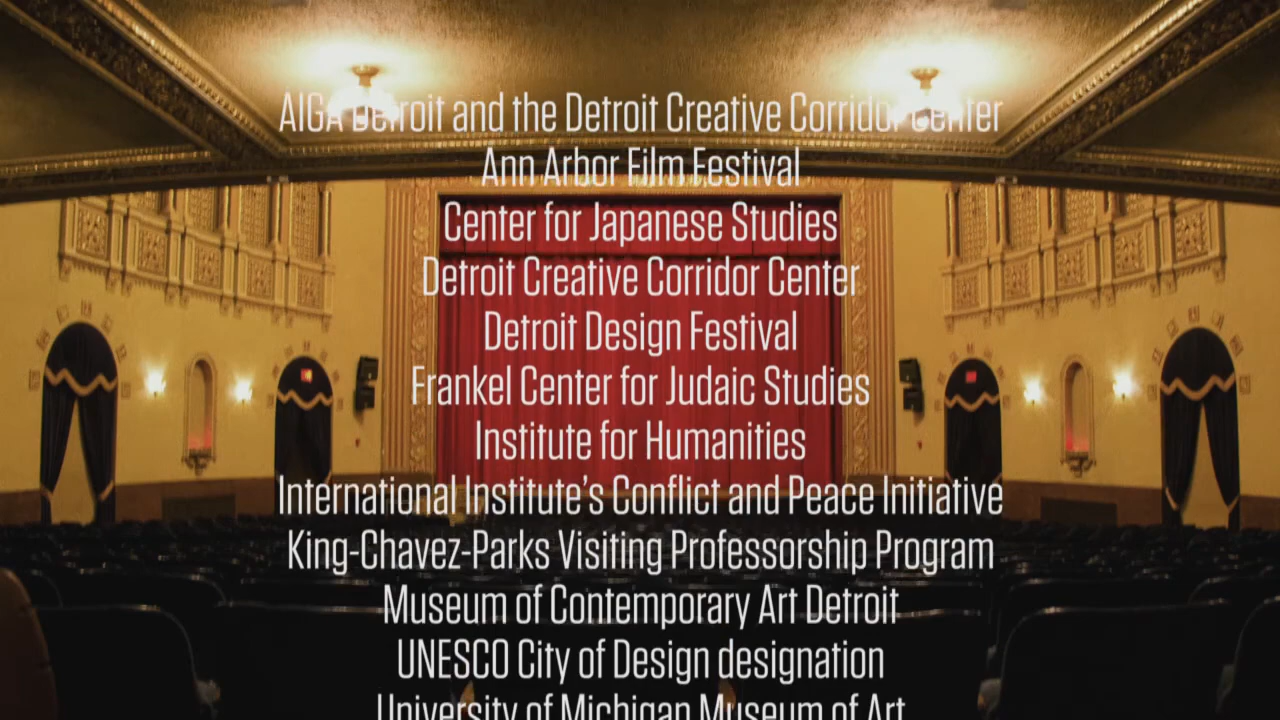 AIGA Detroit and the Detroit Creative Corridor Center
Ann Arbor Film Festival
Center for Japanese Studies
Detroit Creative Corridor Center
Detroit Design Festival
Frankel Center for Judaic Studies
Institute for Humanities
International Institute’s Conflict and Peace Initiative
King-Chavez-Parks Visiting Professorship Program
Museum of Contemporary Art Detroit
UNESCO City of Design designation
University of Michigan Museum of Art